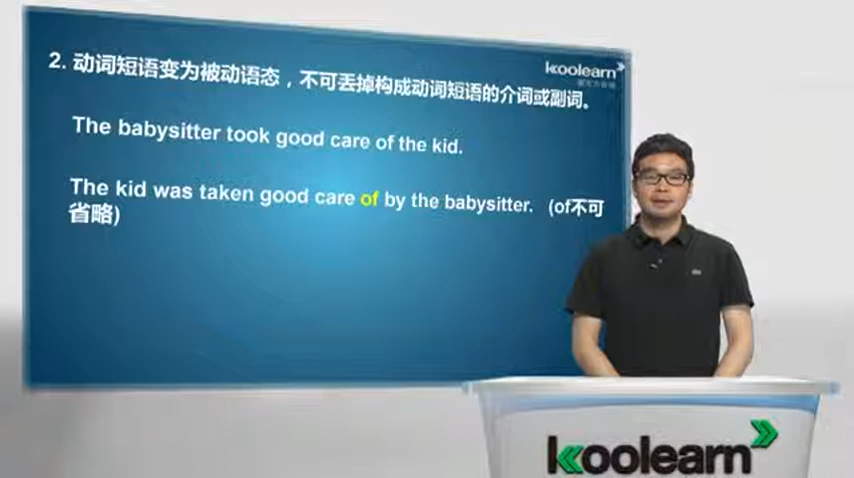 2. 动词短语变为被动语态，不可丢掉构成动词短语的介词或副词。
koolearn
The babysitter took good care of the kid.
The kid was taken good care of by the babysitter. (of不可
省略)
koolearn